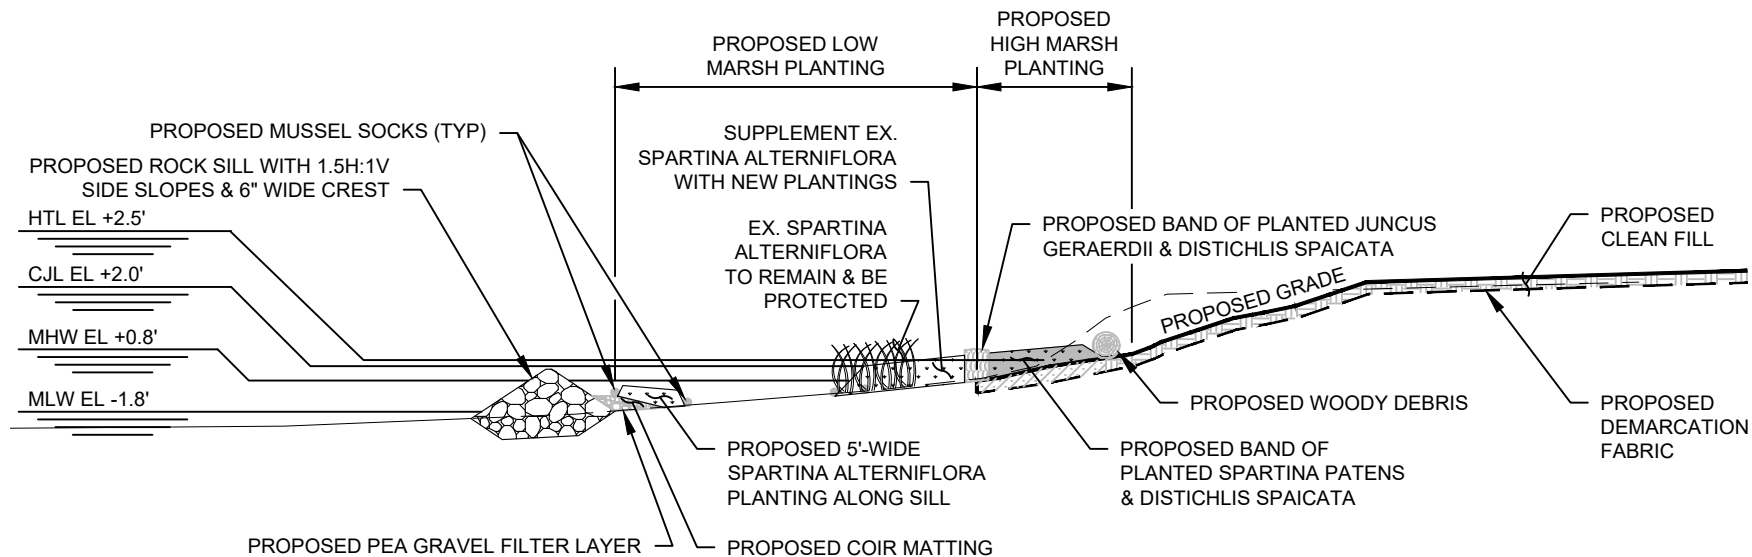 PROPOSED LOW
MARSH PLANTING
PROPOSED
HIGH MARSH
PLANTING
PROPOSED MUSSEL SOCKS (TYP)
PROPOSED ROCK SILL WITH 1.5H:1V
SIDE SLOPES & 6" WIDE CREST
SUPPLEMENT EX.
SPARTINA ALTERNIFLORA
WITH NEW PLANTINGS
EX. SPARTINA
ALTERNIFLORA
TO REMAIN & BE
PROTECTED
PROPOSED BAND OF PLANTED JUNCUS
GERAERDII & DISTICHLIS SPAICATA
PROPOSED
CLEAN FILL
HTL EL +2.5'
CJL EL +2.0'
MHW EL +0.8'
MLW EL -1.8'
PROPOSED GRADE
PROPOSED WOODY DEBRIS
PROPOSED
DEMARCATION
FABRIC
PROPOSED 5'-WIDE
SPARTINA ALTERNIFLORA
PLANTING ALONG SILL
PROPOSED BAND OF
PLANTED SPARTINA PATENS
& DISTICHLIS SPAICATA
PROPOSED PEA GRAVEL FILTER LAYER
PROPOSED COIR MATTING